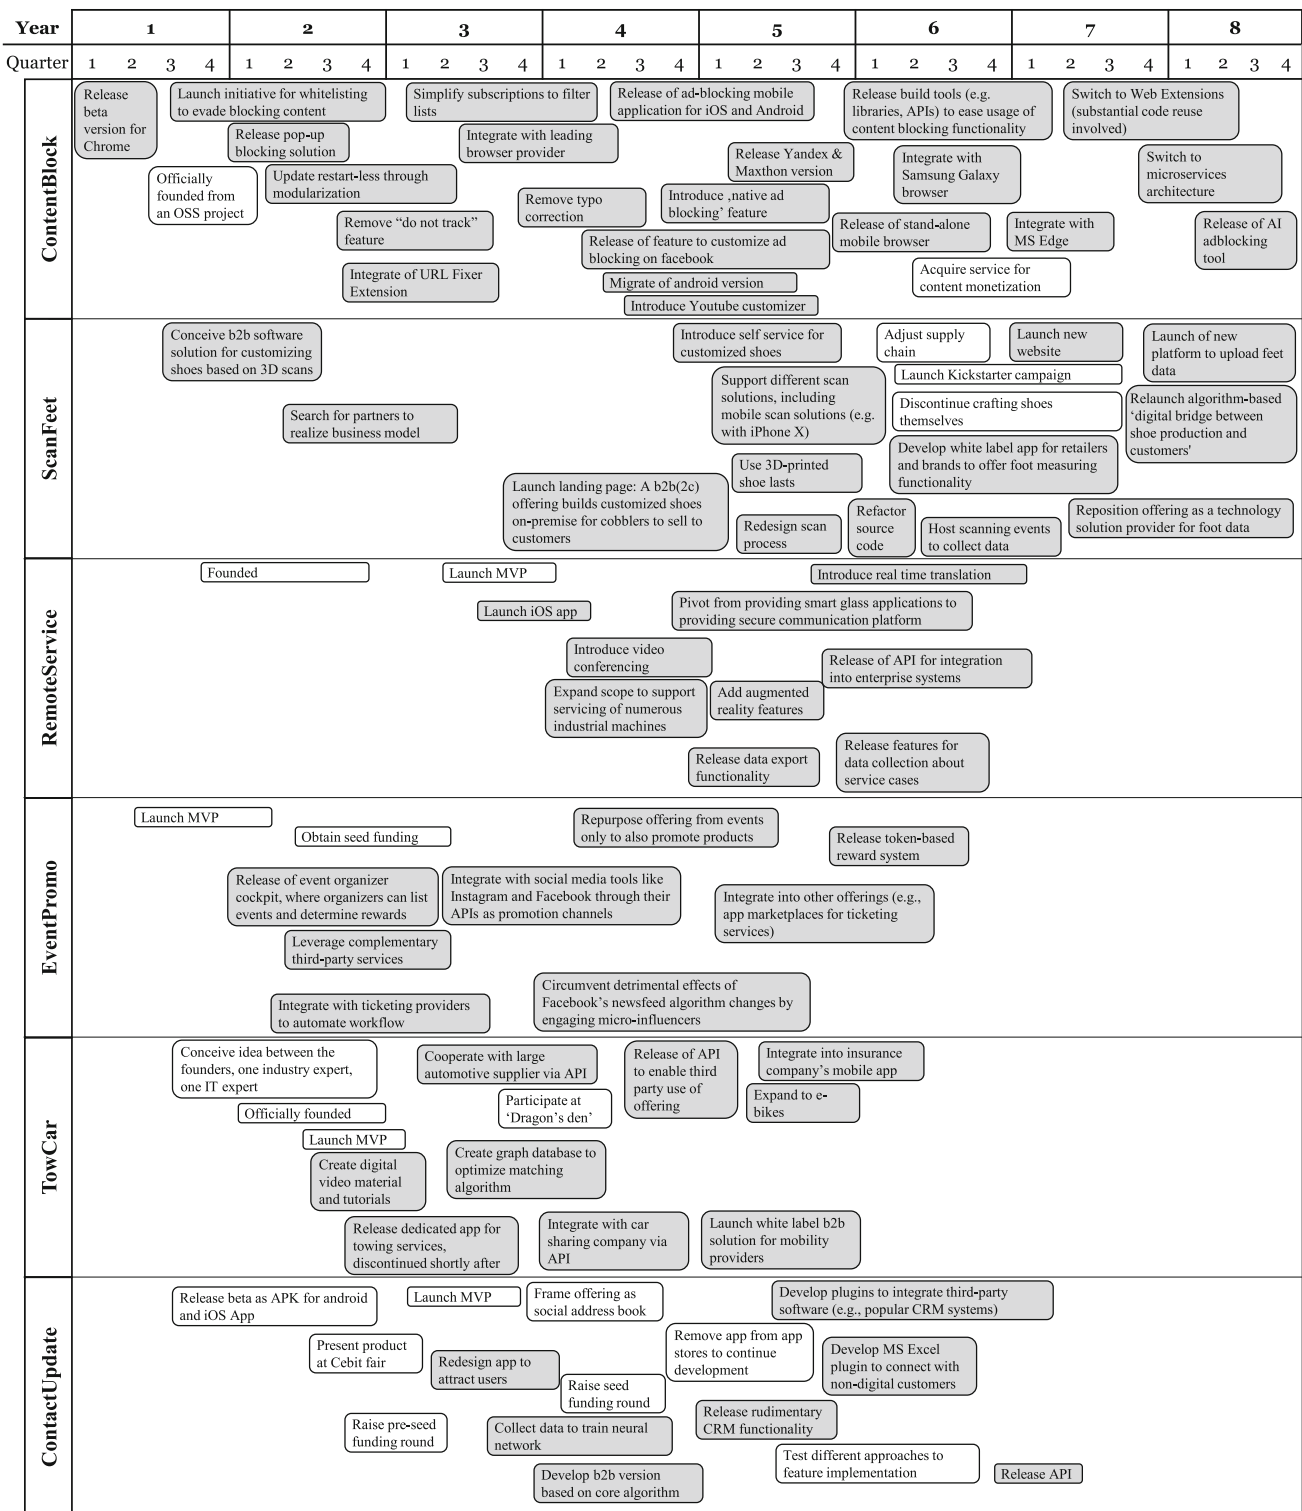 Year 1 2 3 4 5 6 7 8
Quarter 1 2 3 4 1 2 3 4 1 2 3 4 1 2 3 4 1 2 3 4 1 2 3 4 1 2 3 4 1 2 3 4
ContentBlock
Release
beta
version for
Chrome
Launch initiative for whitelisting
to evade blocking content
Release pop-up
blocking solution
Officially
founded from
an OSS project
Update restart-less through
modularization
Remove “do not track”
feature
Integrate of URL Fixer
Extension
Simplify subscriptions to filter
lists
Integrate with leading
browser provider
Remove typo
correction
Release of ad-blocking mobile
application for iOS and Android
Release Yandex &
Maxthon version
Introduce ‚native ad
blocking’ feature
Release of feature to customize ad
blocking on facebook
Migrate of android version
Introduce Youtube customizer
Release build tools (e.g.
libraries, APIs) to ease usage of
content blocking functionality
Integrate with
Samsung Galaxy
browser
Release of stand-alone
mobile browser
Acquire service for
content monetization
Switch to Web Extensions
(substantial code reuse
involved)
Integrate with
MS Edge
Switch to
microservices
architecture
Release of AI
adblocking
tool
ScanFeet
Conceive b2b software
solution for customizing
shoes based on 3D scans
Search for partners to
realize business model
Launch landing page: A b2b(2c)
offering builds customized shoes
on-premise for cobblers to sell to
customers
Introduce self service for
customized shoes
Support different scan
solutions, including
mobile scan solutions (e.g.
with iPhone X)
Use 3D-printed
shoe lasts
Redesign scan
process
Adjust supply
chain
Launch Kickstarter campaign
Discontinue crafting shoes
themselves
Develop white label app for retailers
and brands to offer foot measuring
functionality
Refactor
source
code
Host scanning events
to collect data
Launch new
website
Launch of new
platform to upload feet
data
Relaunch algorithm-based
‘digital bridge between
shoe production and
customers'
Reposition offering as a technology
solution provider for foot data
RemoteService
Founded
Launch MVP
Launch iOS app
Introduce real time translation
Pivot from providing smart glass applications to
providing secure communication platform
Introduce video
conferencing
Release of API for integration
into enterprise systems
Expand scope to support
servicing of numerous
industrial machines
Add augmented
reality features
Release data export
functionality
Release features for
data collection about
service cases
EventPromo
Launch MVP
Obtain seed funding
Repurpose offering from events
only to also promote products
Release token-based
reward system
Release of event organizer
cockpit, where organizers can list
events and determine rewards
Integrate with social media tools like
Instagram and Facebook through their
APIs as promotion channels
Integrate into other offerings (e.g.,
app marketplaces for ticketing
services)
Leverage complementary
third-party services
Integrate with ticketing providers
to automate workflow
Circumvent detrimental effects of
Facebook’s newsfeed algorithm changes by
engaging micro-influencers
TowCar
Conceive idea between the
founders, one industry expert,
one IT expert
Officially founded
Launch MVP
Create digital
video material
and tutorials
Release dedicated app for
towing services,
discontinued shortly after
Cooperate with large
automotive supplier via API
Participate at
‘Dragon’s den’
Create graph database to
optimize matching
algorithm
Integrate with car
sharing company via
API
Release of API
to enable third
party use of
offering
Integrate into insurance
company’s mobile app
Expand to e-
bikes
Launch white label b2b
solution for mobility
providers
ContactUpdate
Release beta as APK for android
and iOS App
Present product
at Cebit fair
Raise pre-seed
funding round
Launch MVP
Redesign app to
attract users
Collect data to train neural
network
Frame offering as
social address book
Raise seed
funding round
Develop b2b version
based on core algorithm
Remove app from app
stores to continue
development
Release rudimentary
CRM functionality
Develop plugins to integrate third-party
software (e.g., popular CRM systems)
Develop MS Excel
plugin to connect with
non-digital customers
Test different approaches to
feature implementation
Release API